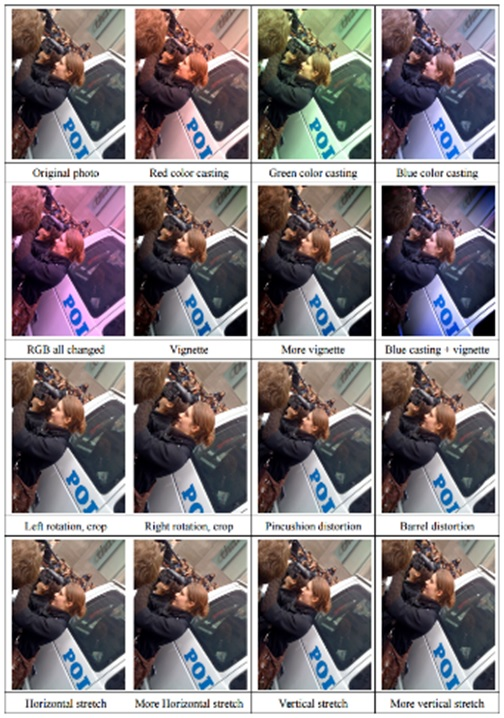 Original photo Red color casting Green color casting Blue color casting
RGB all changed Vignette More vignette Blue casting + vignette
Left rotation, crop Right rotation, crop Pincushion distortion Barrel distortion
Horizontal stretch More Horizontal stretch Vertical stretch More vertical stretch